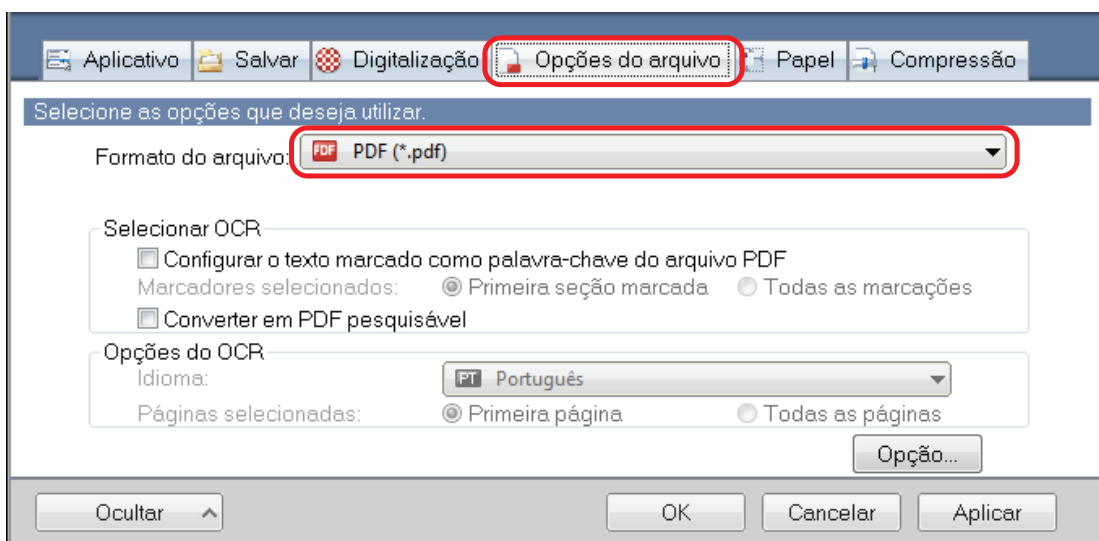 Aplicativo Salvar Digitalização Opções do arquivo Papel Compressão
Selecione as opções que deseja utilizar.
Formato do arquivo: PDF PDF (*.pdf)
Selecionar OCR
Configurar o texto marcado como palavra-chave do arquivo PDF
Marcadores selecionados: Primeira seção marcada Todas as marcações
Converter em PDF pesquisável
Opções do OCR
Idioma: PT Português
Páginas selecionadas: Primeira página Todas as páginas
Opção...
Ocultar OK Cancelar Aplicar